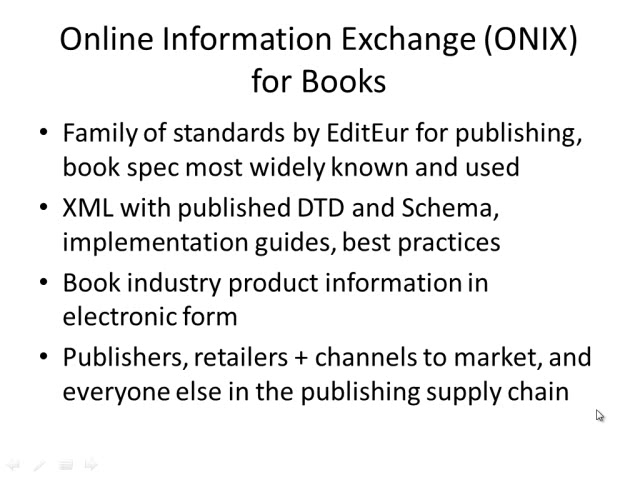 Online Information Exchange (ONIX)
for Books
• Family of standards by EditEur for publishing,
book spec most widely known and used
• XML with published DTD and Schema,
implementation guides, best practices
• Book industry product information in
electronic form
• Publishers, retailers + channels to market, and
everyone else in the publishing supply chain